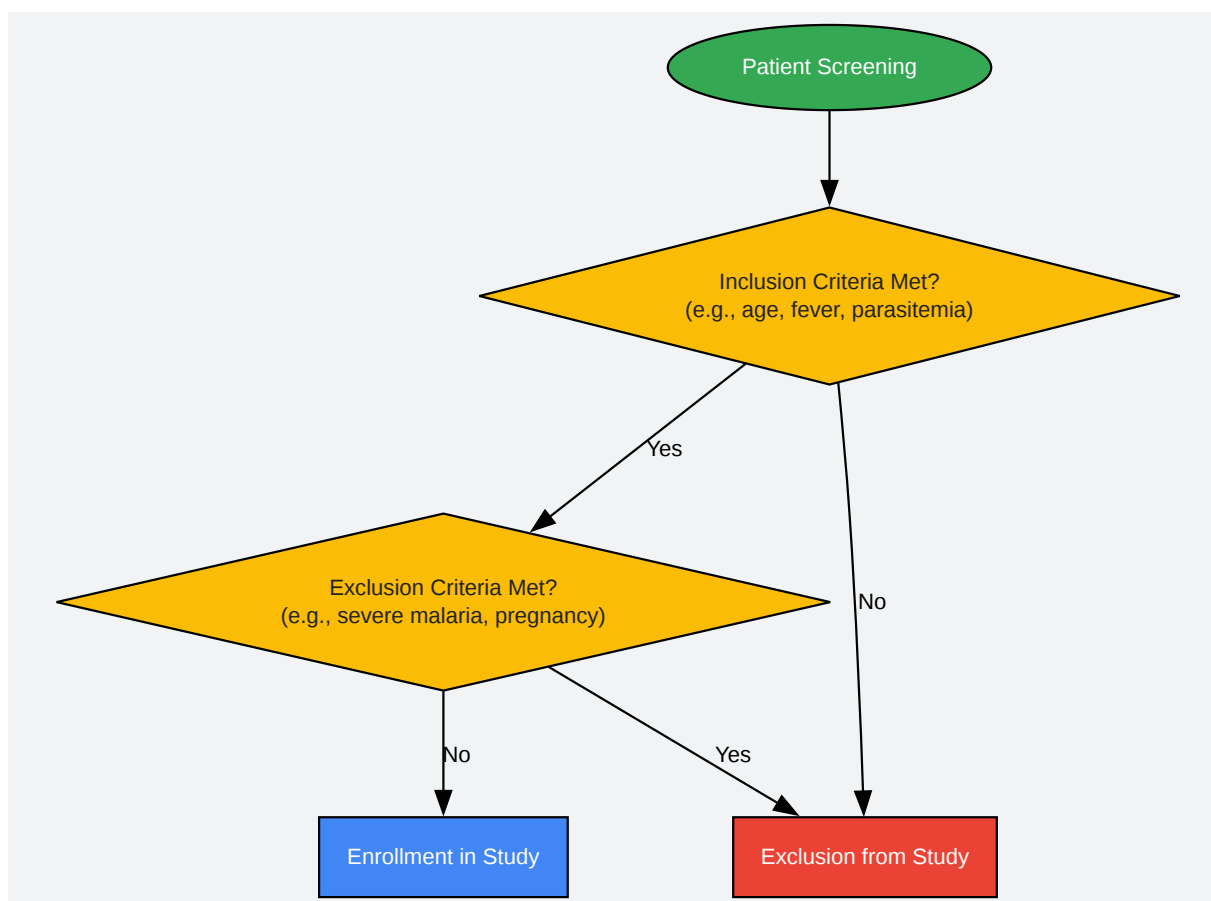 Patient Screening
Inclusion Criteria Met?
(e.g., age, fever, parasitemia)
Yes
Exclusion Criteria Met?
(e.g., severe malaria, pregnancy)
No
No
Yes
Enrollment in Study
Exclusion from Study